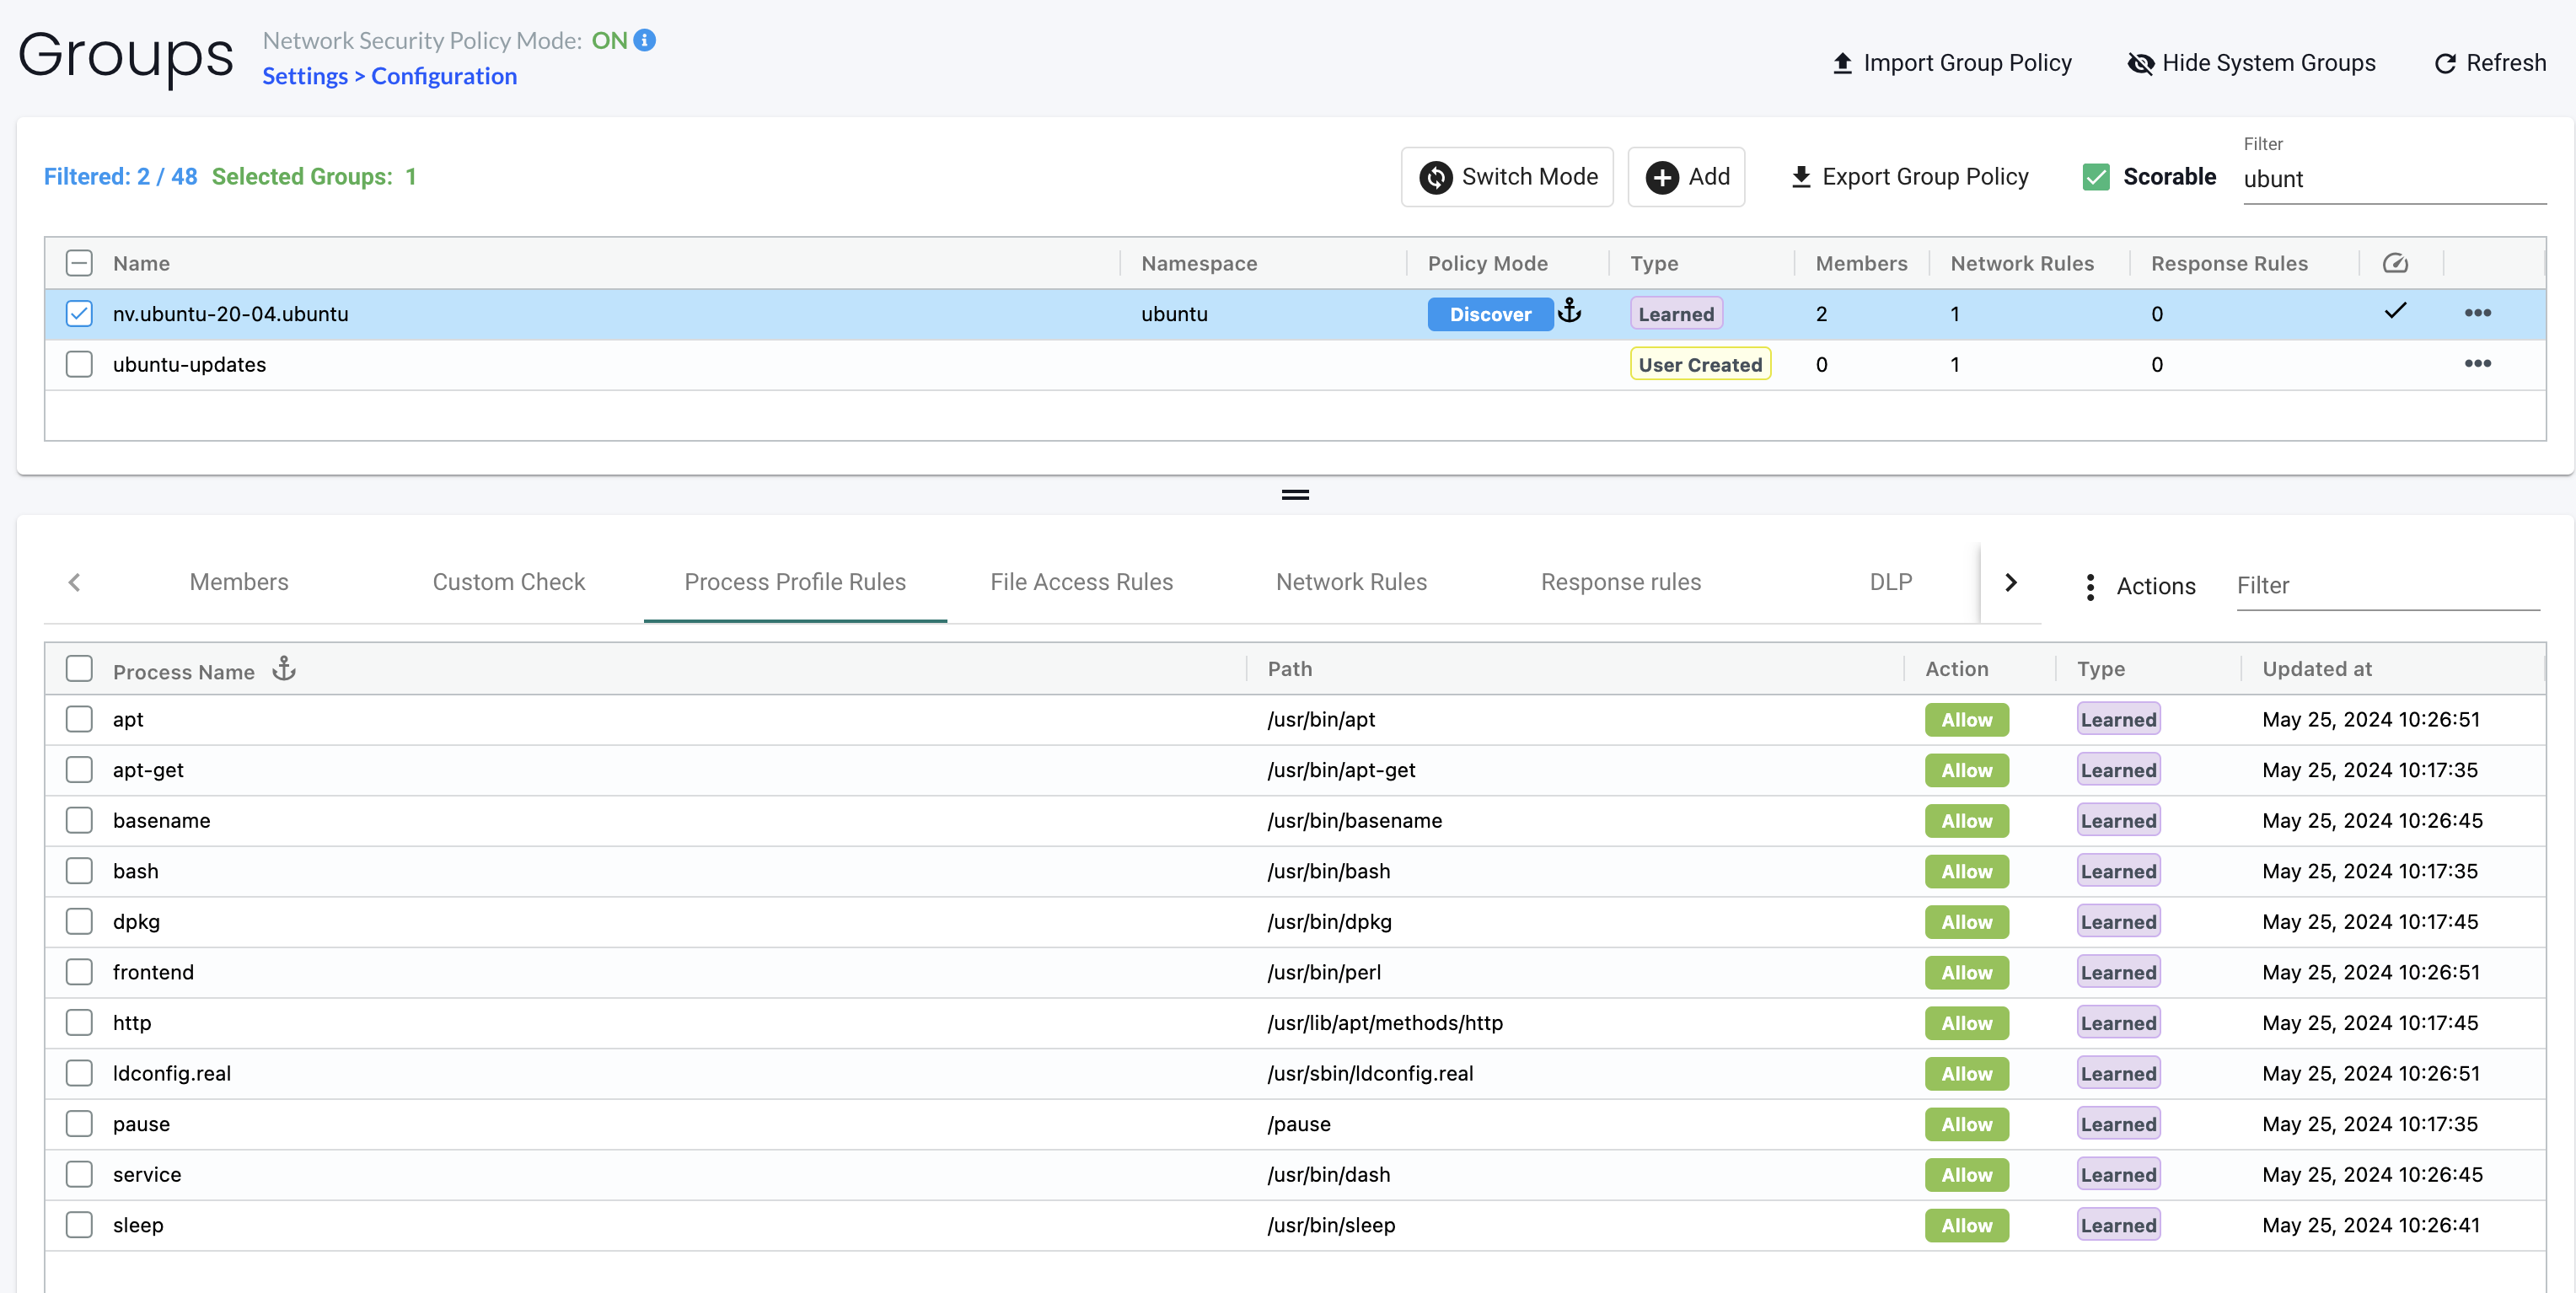 Groups
Network Security Policy Mode: ON
Settings > Configuration
Import Group Policy
Hide System Groups
Refresh
Filtered: 2 / 48 Selected Groups: 1
Switch Mode
Add
Export Group Policy
Scorable
Filter
ubunt
Name Namespace Policy Mode Type Members Network Rules Response Rules
nv.ubuntu-20-04.ubuntu ubuntu Discover Learned 2 1 0
ubuntu-updates User Created 0 1 0
Members Custom Check Process Profile Rules File Access Rules Network Rules Response rules DLP
Actions
Filter
Process Name Path Action Type Updated at
apt /usr/bin/apt Allow Learned May 25, 2024 10:26:51
apt-get /usr/bin/apt-get Allow Learned May 25, 2024 10:17:35
basename /usr/bin/basename Allow Learned May 25, 2024 10:26:45
bash /usr/bin/bash Allow Learned May 25, 2024 10:17:35
dpkg /usr/bin/dpkg Allow Learned May 25, 2024 10:17:45
frontend /usr/bin/perl Allow Learned May 25, 2024 10:26:51
http /usr/lib/apt/methods/http Allow Learned May 25, 2024 10:17:45
ldconfig.real /usr/sbin/ldconfig.real Allow Learned May 25, 2024 10:26:51
pause /pause Allow Learned May 25, 2024 10:17:35
service /usr/bin/dash Allow Learned May 25, 2024 10:26:45
sleep /usr/bin/sleep Allow Learned May 25, 2024 10:26:41